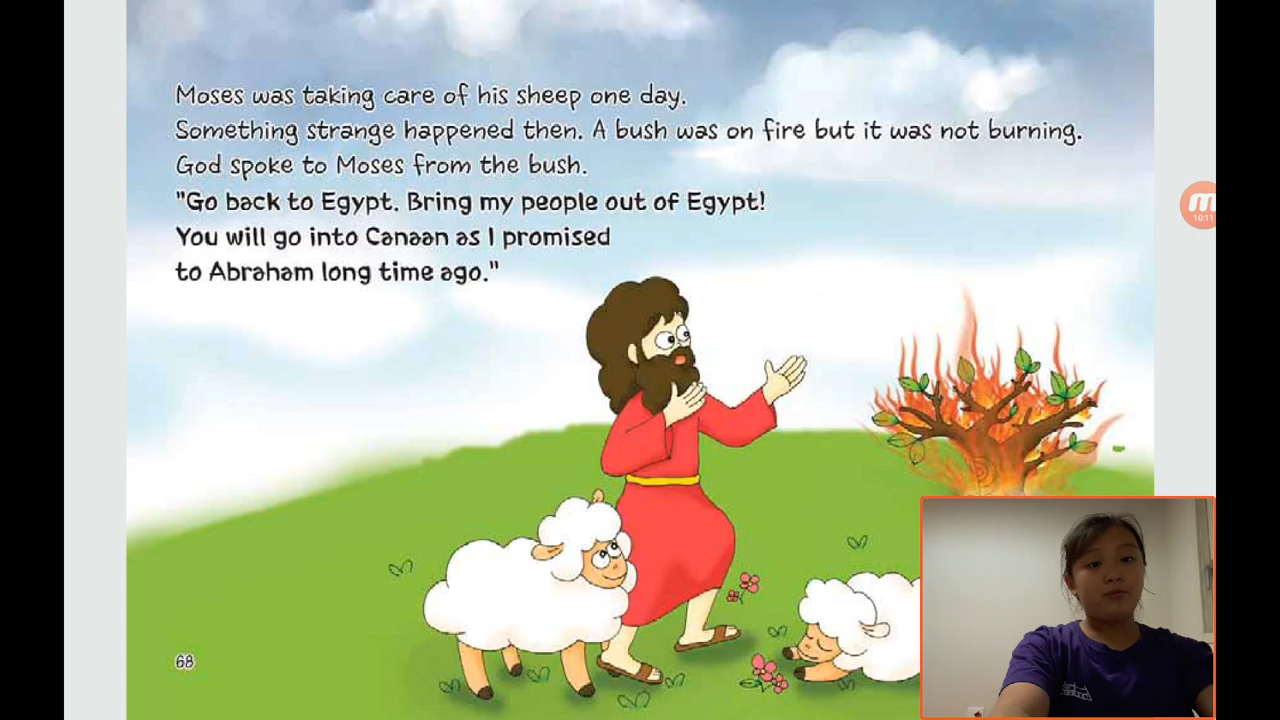 Moses was taking care of his sheep one day.
Something strange happened then. A bush was on fire but it was not burning.
God spoke to Moses from the bush.
"Go back to Egypt. Bring my people out of Egypt!
You will go into Canaan as I promised
to Abraham long time ago."
68
M
10:11